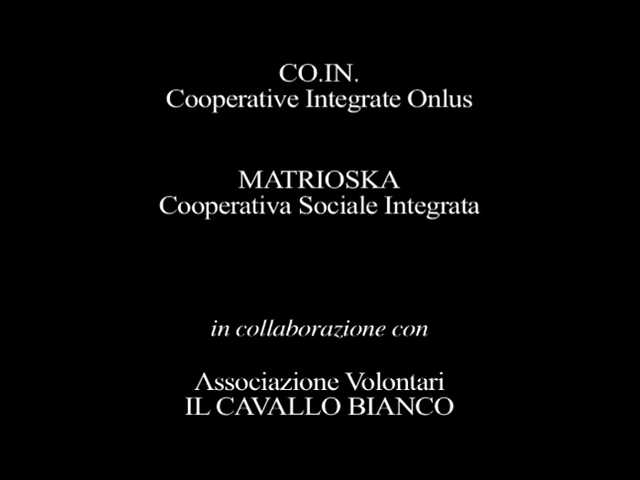 CO.IN.
Cooperative Integrate Onlus
MATRIOSKA
Cooperativa Sociale Integrata
in collaborazione con
Associazione Volontari
IL CAVALLO BIANCO